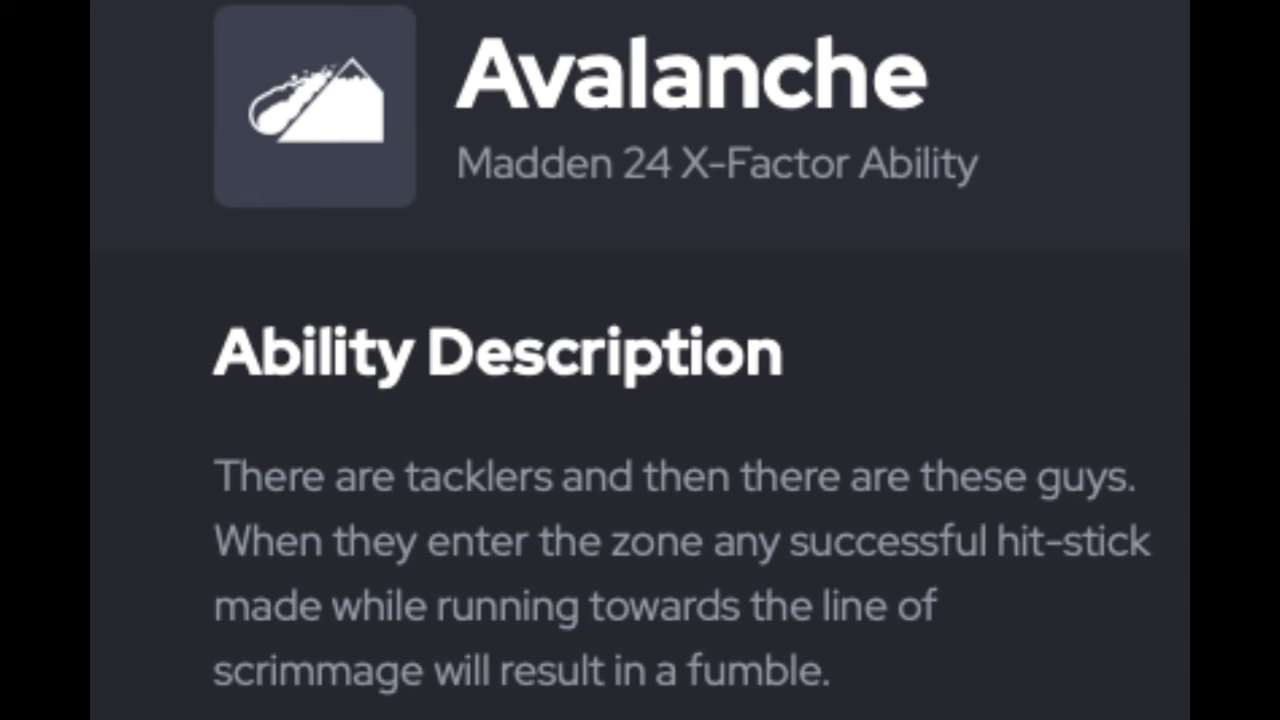 Avalanche
Madden 24 X-Factor Ability
Ability Description
There are tacklers and then there are these guys.
When they enter the zone any successful hit-stick
made while running towards the line of
scrimmage will result in a fumble.